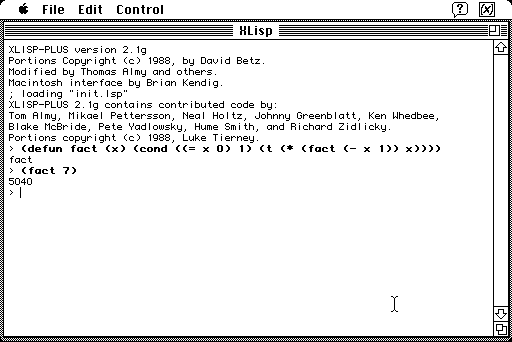 File Edit Control
XLisp
XLISP-PLUS version 2.1g
Portions Copyright (c) 1988, by David Betz.
Modified by Thomas Almy and others.
Macintosh interface by Brian Kendig.
; loading "init.lsp"
XLISP-PLUS 2.1g contains contributed code by:
Tom Almy, Mikael Pettersson, Neal Holtz, Johnny Greenblatt, Ken Whedbee,
Blake McBride, Pete Yadlowsky, Hume Smith, and Richard Zidlicky.
Portions copyright (c) 1988, Luke Tierney.
> (defun fact (x) (cond ((= x 0) 1) (t (* (fact (- x 1)) x))))
fact
> (fact 7)
5040
>